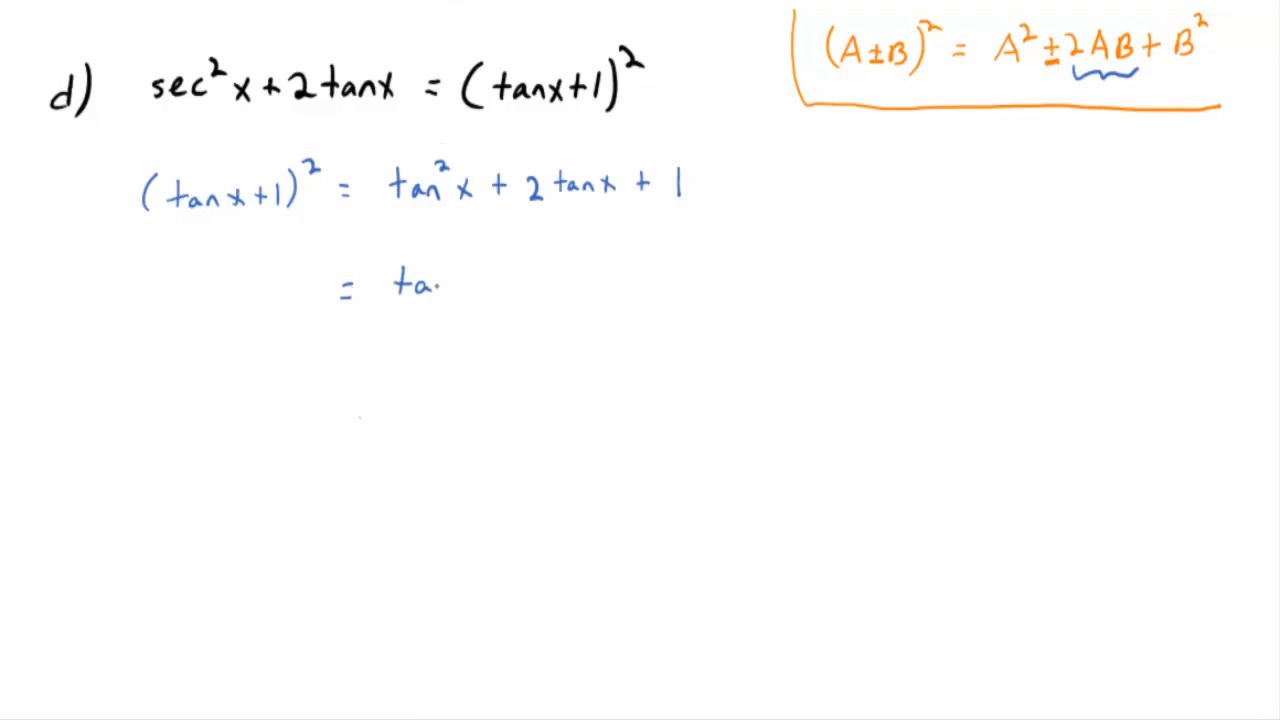 (A±B)² = A² ± 2AB + B²
d) sec²x + 2tanx = (tanx+1)²
(tanx+1)² = tan²x + 2tanx + 1
= ta